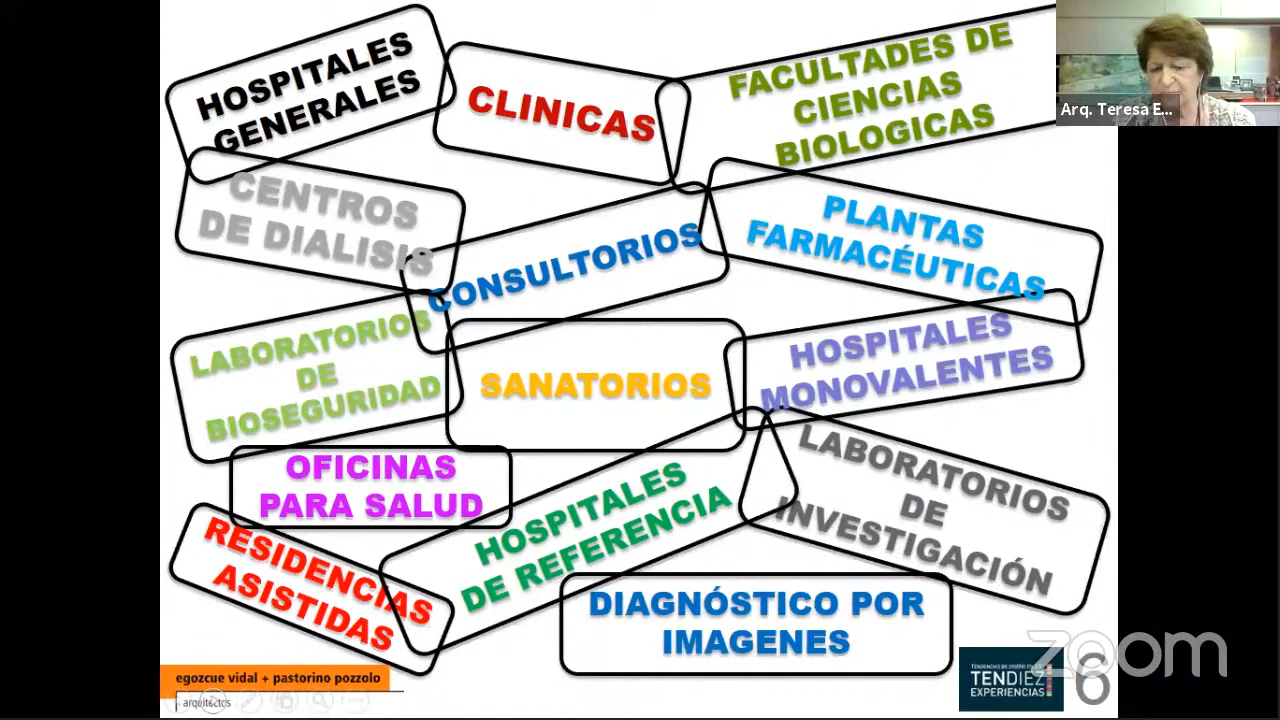 HOSPITALES
GENERALES
CLINICAS
FACULTADES DE
CIENCIAS
BIOLOGICAS
Arq. Teresa E...
CENTROS
DE DIALISIS
CONSULTORIOS
PLANTAS
FARMACÉUTICAS
LABORATORIOS
DE
BIOSEGURIDAD
SANATORIOS
HOSPITALES
MONOVALENTES
OFICINAS
PARA SALUD
HOSPITALES
DE REFERENCIA
LABORATORIOS
DE
INVESTIGACIÓN
RESIDENCIAS
ASISTIDAS
DIAGNÓSTICO POR
IMAGENES
egozcue vidal + pastorino pozzolo
arquitectos
TENDIEZ
EXPERIENCIAS
6
zoom